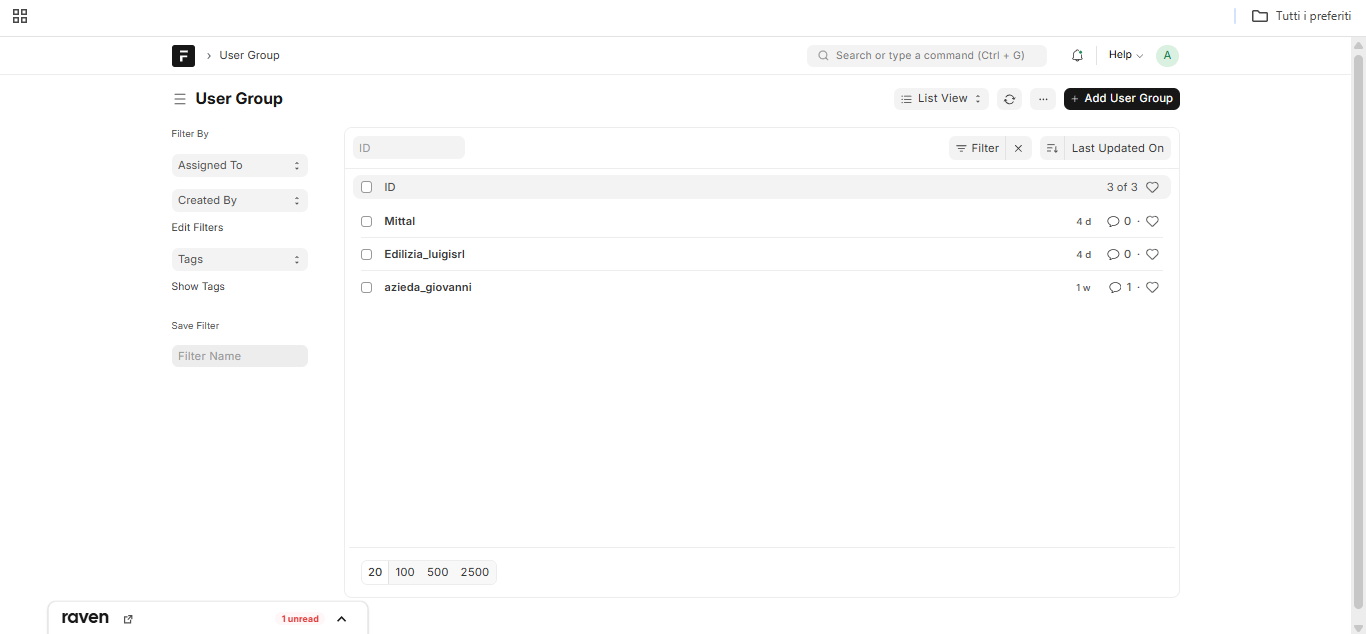 Tutti i preferiti
F
User Group
Search or type a command (Ctrl + G)
Help
A
User Group
List View
···
+ Add User Group
Filter By
Assigned To
Created By
Edit Filters
Tags
Show Tags
Save Filter
Filter Name
ID
Filter
Last Updated On
ID
3 of 3
Mittal
4 d
0 ·
Edilizia_luigisrl
4 d
0 ·
azieda_giovanni
1 w
1 ·
20 100 500 2500
raven
1 unread